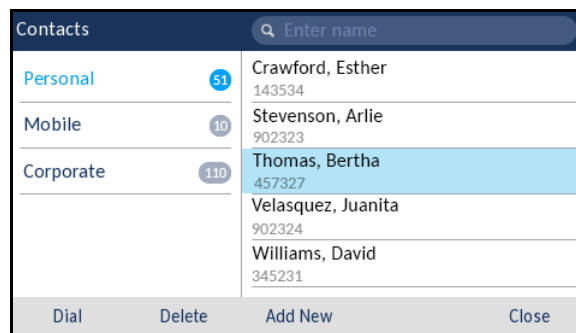 Contacts
Enter name
Personal 51
Mobile 10
Corporate 110
Crawford, Esther
143534
Stevenson, Arlie
902323
Thomas, Bertha
457327
Velasquez, Juanita
902324
Williams, David
345231
Dial Delete Add New Close